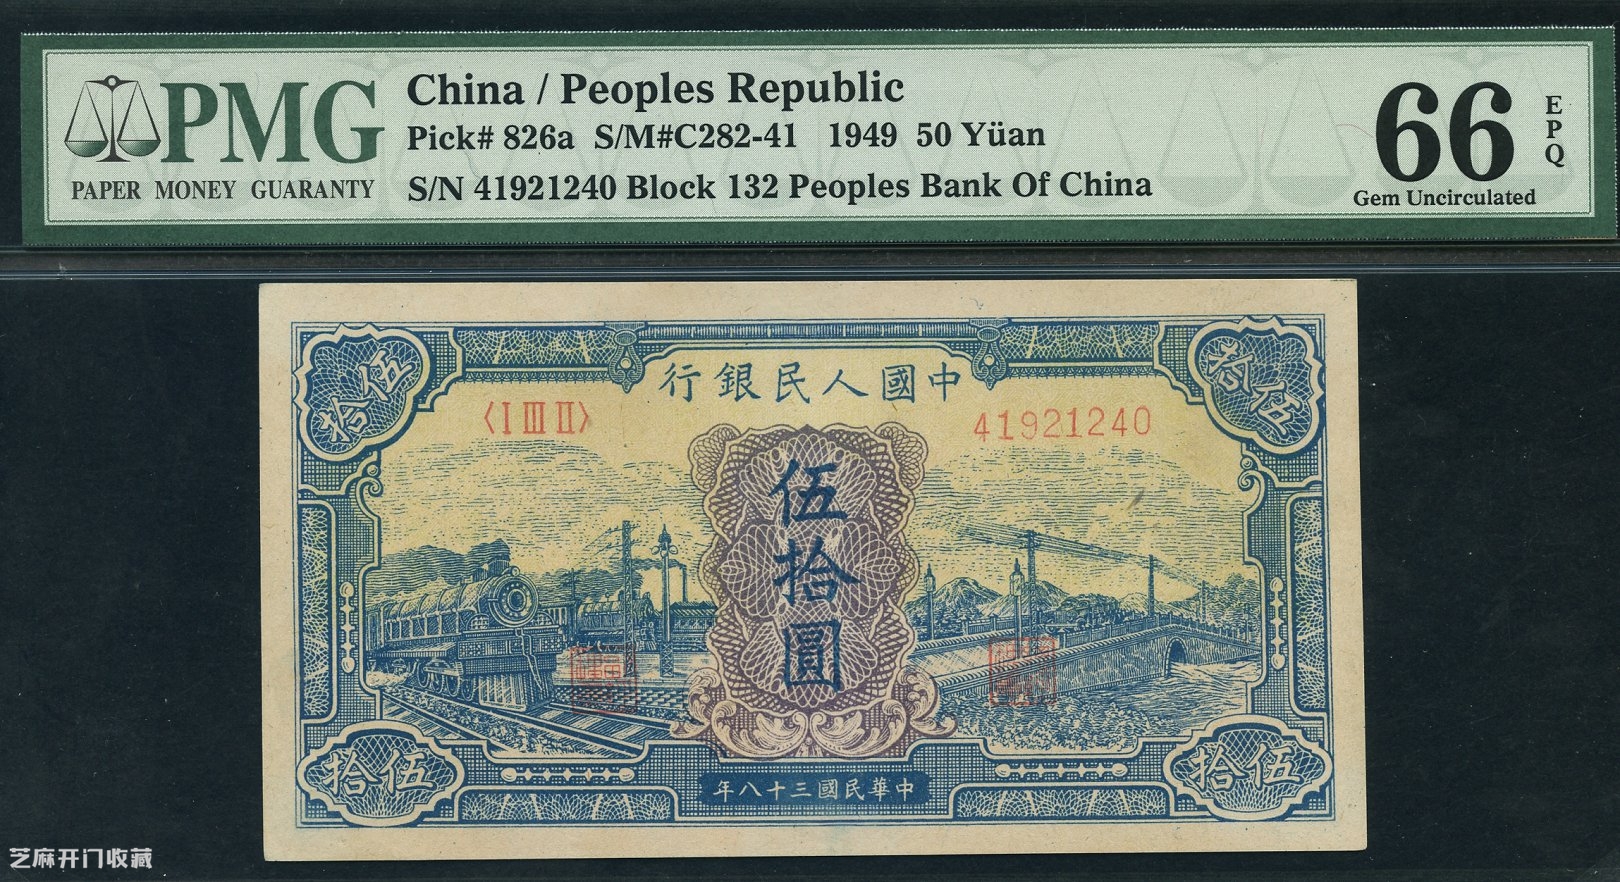 PMG
PAPER MONEY GUARANTY
China / Peoples Republic
Pick# 826a S/M#C282-41 1949 50 Yüan
S/N 41921240 Block 132 Peoples Bank Of China
66
EPQ
Gem Uncirculated
行銀民人國中
伍拾
拾伍
〈I III II〉
41921240
伍拾圓
拾伍
年八十三國民華中
拾伍
芝麻开门收藏